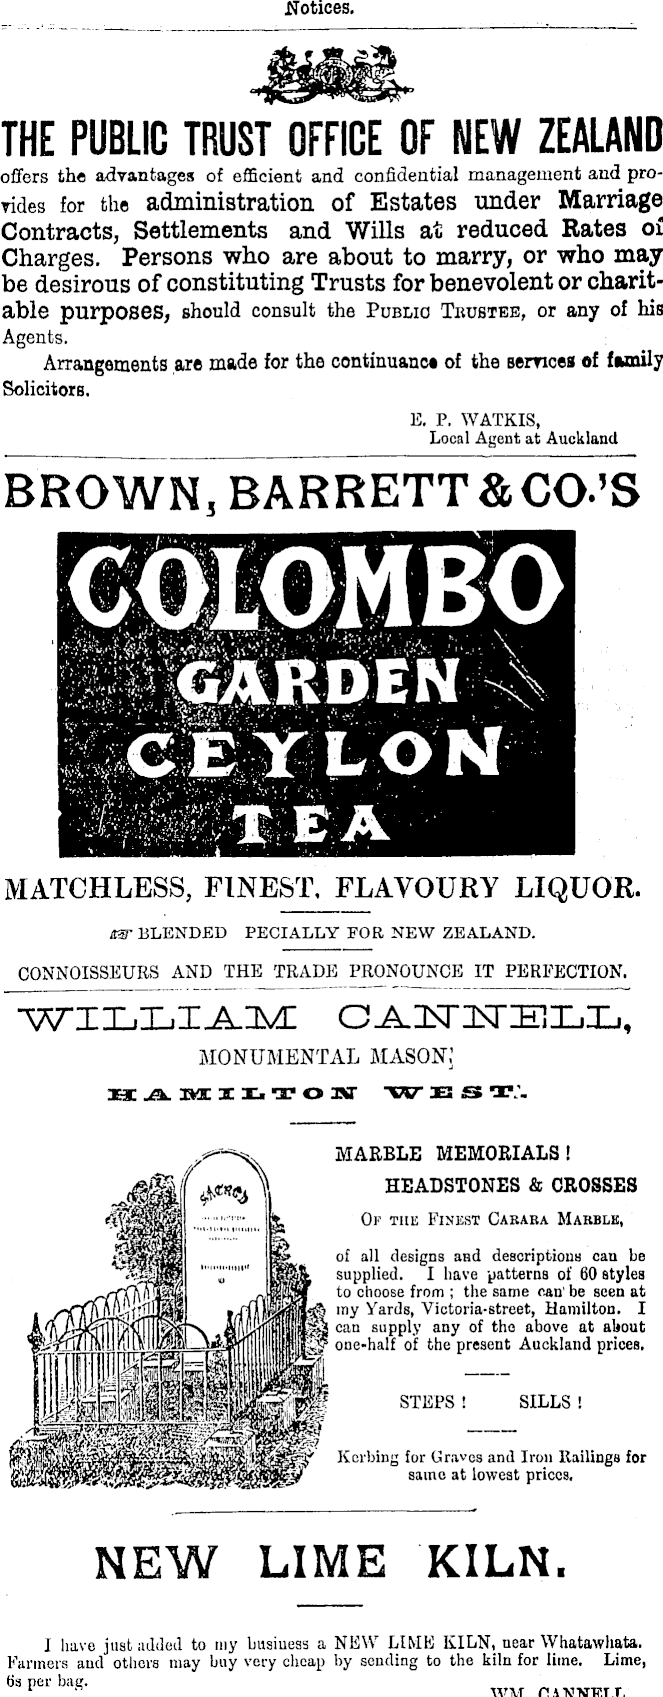 Notices.
THE PUBLIC TRUST OFFICE OF NEW ZEALAND
offers the advantages of efficient and confidential management and pro-
vides for the administration of Estates under Marriage
Contracts, Settlements and Wills at reduced Rates of
Charges. Persons who are about to marry, or who may
be desirous of constituting Trusts for benevolent or charit-
able purposes, should consult the PUBLIC TRUSTEE, or any of his
Agents.
Arrangements are made for the continuance of the services of family
Solicitors.
E. P. WATKIS,
Local Agent at Auckland
BROWN, BARRETT & CO.'S
COLOMBO
GARDEN
CEYLON
TEA
MATCHLESS, FINEST, FLAVOURY LIQUOR.
☞ BLENDED PECIALLY FOR NEW ZEALAND.
CONNOISSEURS AND THE TRADE PRONOUNCE IT PERFECTION.
WILLIAM CANNELL,
MONUMENTAL MASON,
HAMILTON WEST.
SACRED
MARBLE MEMORIALS!
HEADSTONES & CROSSES
OF THE FINEST CARARA MARBLE,
of all designs and descriptions can be
supplied. I have patterns of 60 styles
to choose from; the same can be seen at
my Yards, Victoria-street, Hamilton. I
can supply any of the above at about
one-half of the present Auckland prices.
STEPS! SILLS!
Kerbing for Graves and Iron Railings for
same at lowest prices.
NEW LIME KILN.
I have just added to my business a NEW LIME KILN, near Whatawhata.
Farmers and others may buy very cheap by sending to the kiln for lime. Lime,
6s per bag.
WM. CANNELL